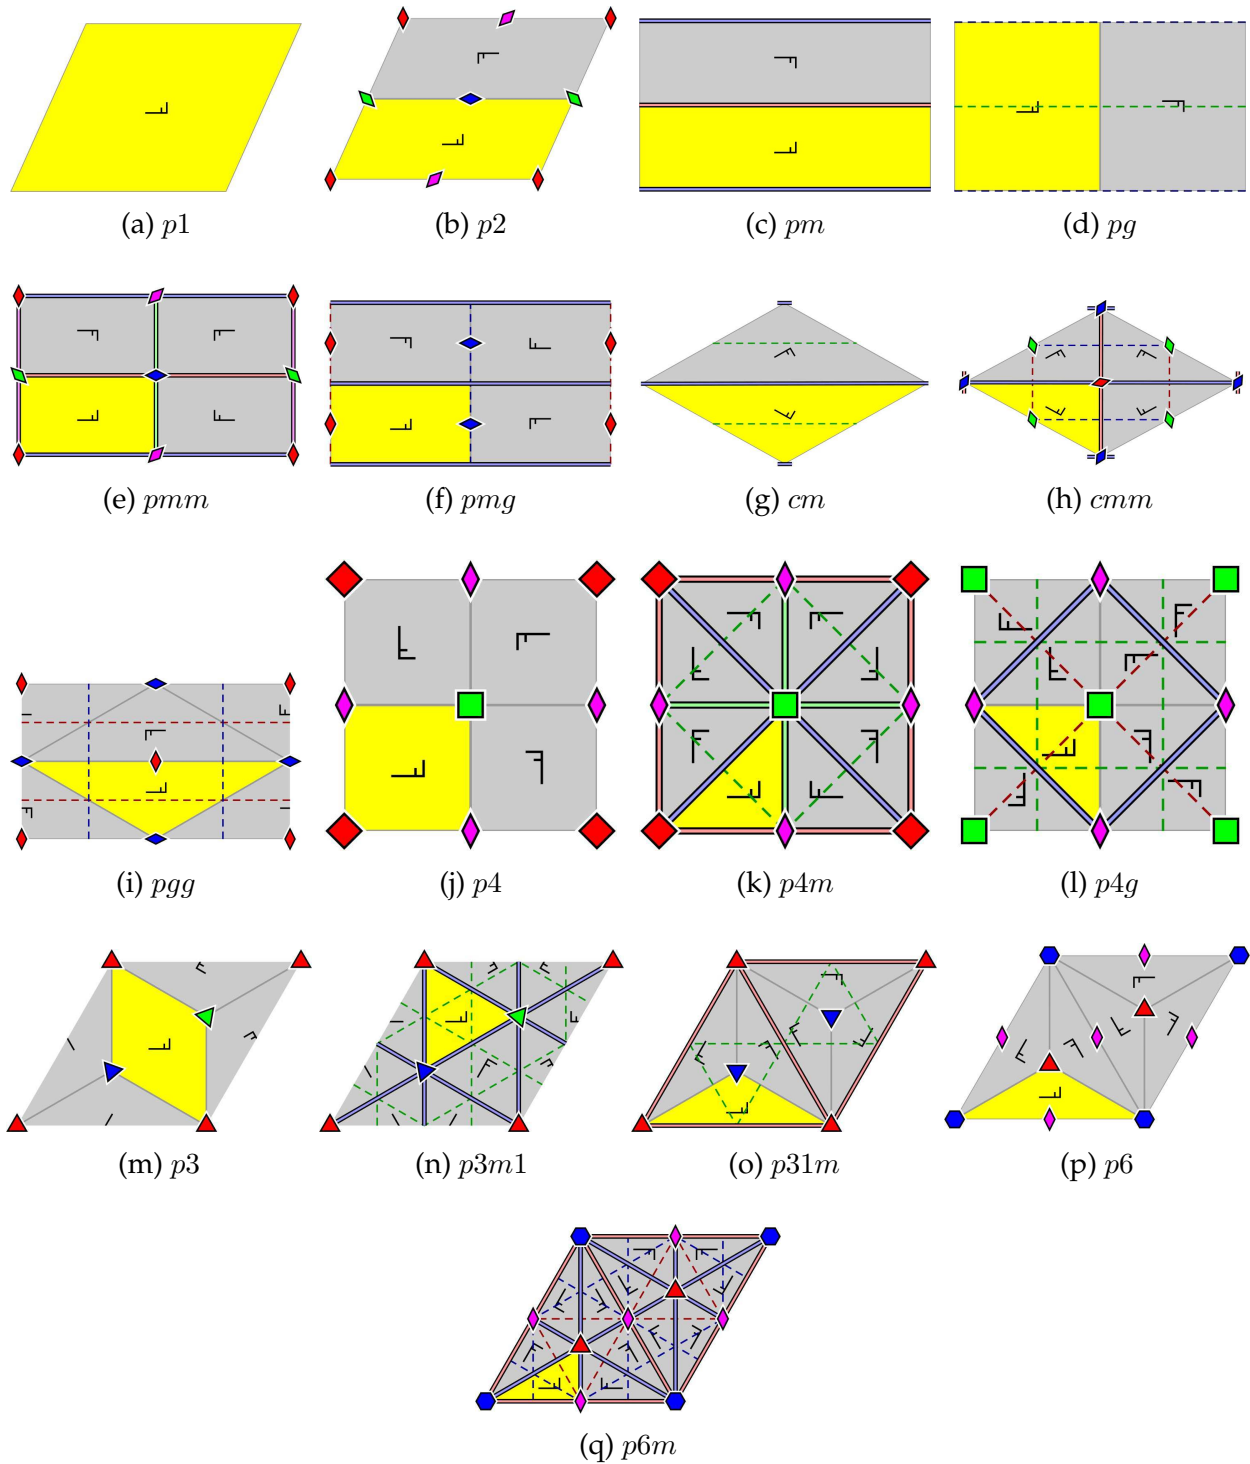 (a) p1 (b) p2 (c) pm (d) pg
(e) pmm (f) pmg (g) cm (h) cmm
(i) pgg (j) p4 (k) p4m (l) p4g
(m) p3 (n) p3m1 (o) p31m (p) p6
(q) p6m